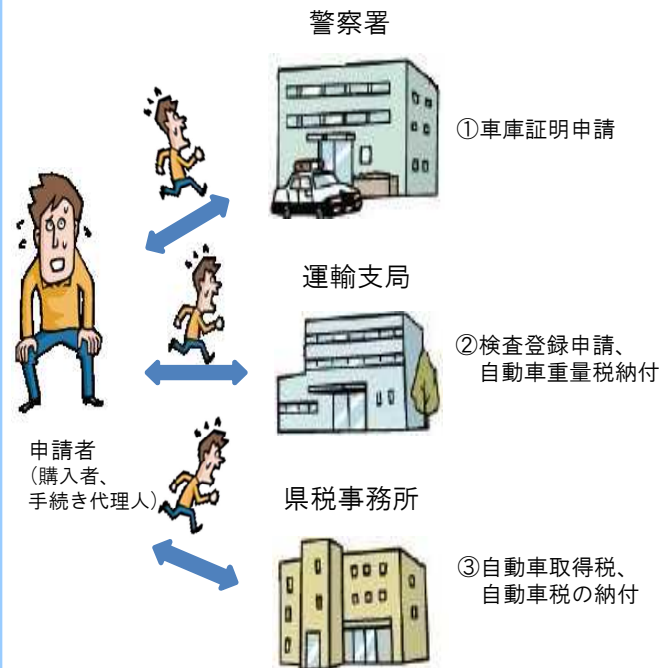 警察署
①車庫証明申請
運輸支局
②検査登録申請、
自動車重量税納付
申請者
（購入者、
手続き代理人）
県税事務所
③自動車取得税、
自動車税の納付